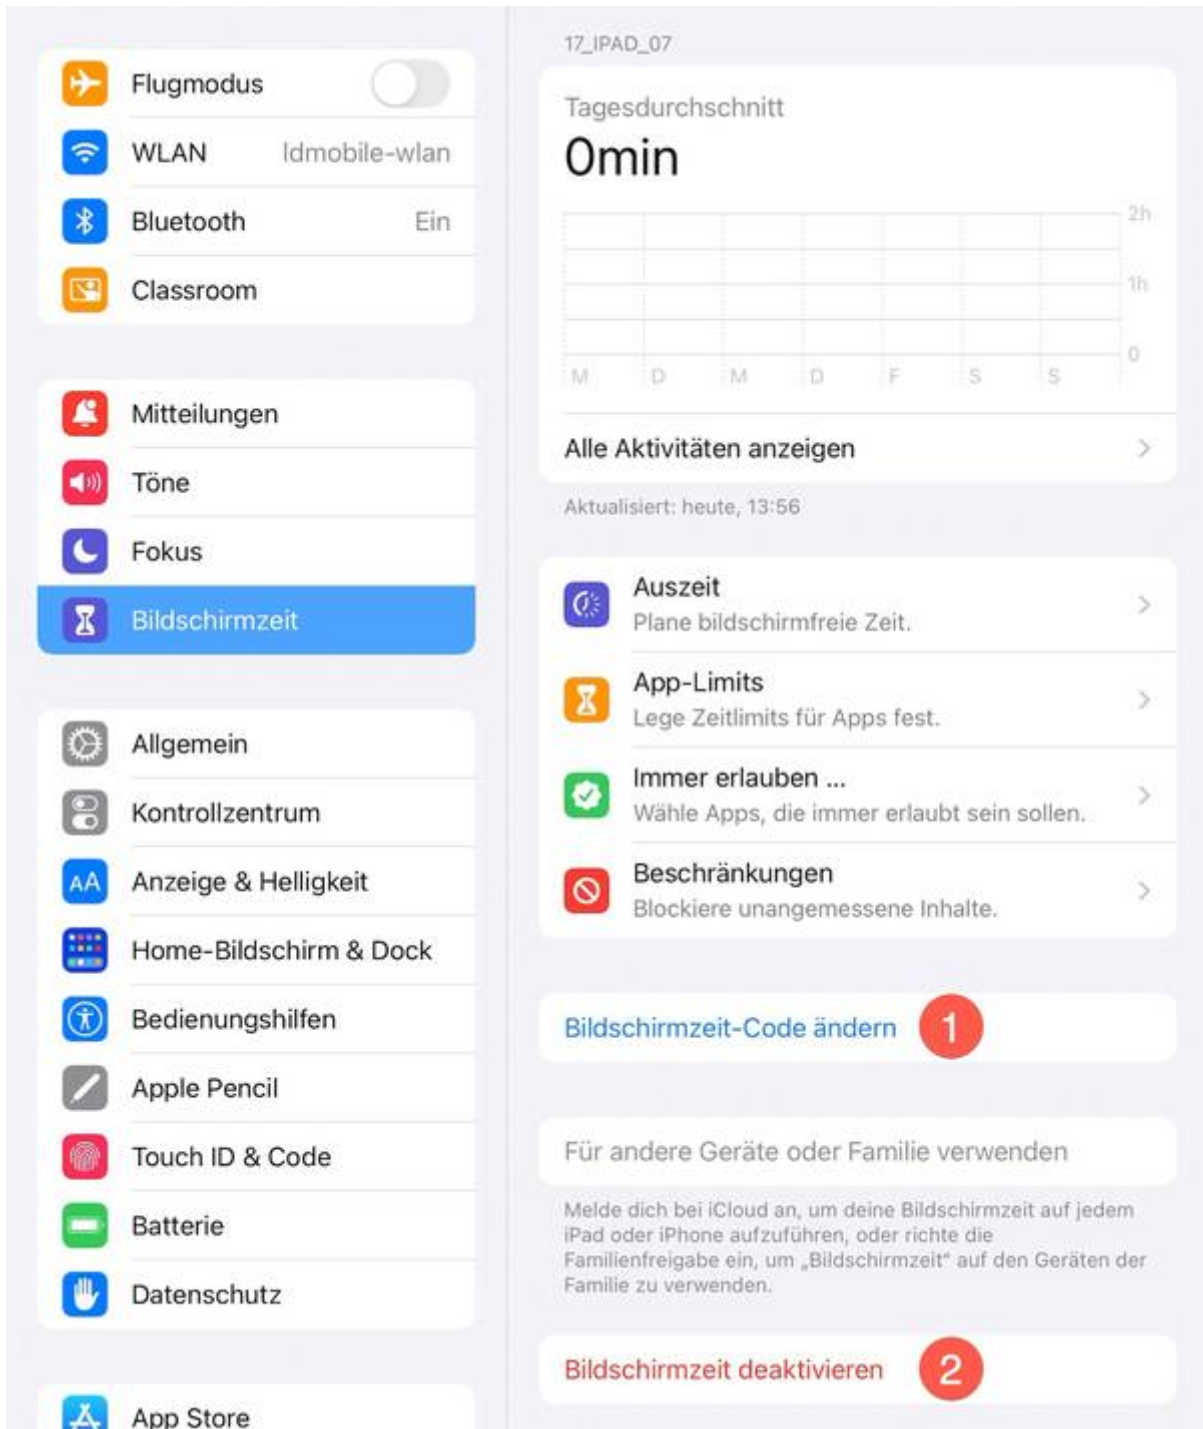 Flugmodus
WLAN ldmobile-wlan
Bluetooth Ein
Classroom
Mitteilungen
Töne
Fokus
Bildschirmzeit
Allgemein
Kontrollzentrum
AA Anzeige & Helligkeit
Home-Bildschirm & Dock
Bedienungshilfen
Apple Pencil
Touch ID & Code
Batterie
Datenschutz
App Store
17_IPAD_07
Tagesdurchschnitt
0min
2h
1h
0
M D M D F S S
Alle Aktivitäten anzeigen
Aktualisiert: heute, 13:56
Auszeit
Plane bildschirmfreie Zeit.
App-Limits
Lege Zeitlimits für Apps fest.
Immer erlauben ...
Wähle Apps, die immer erlaubt sein sollen.
Beschränkungen
Blockiere unangemessene Inhalte.
Bildschirmzeit-Code ändern 1
Für andere Geräte oder Familie verwenden
Melde dich bei iCloud an, um deine Bildschirmzeit auf jedem
iPad oder iPhone aufzuführen, oder richte die
Familienfreigabe ein, um „Bildschirmzeit“ auf den Geräten der
Familie zu verwenden.
Bildschirmzeit deaktivieren 2